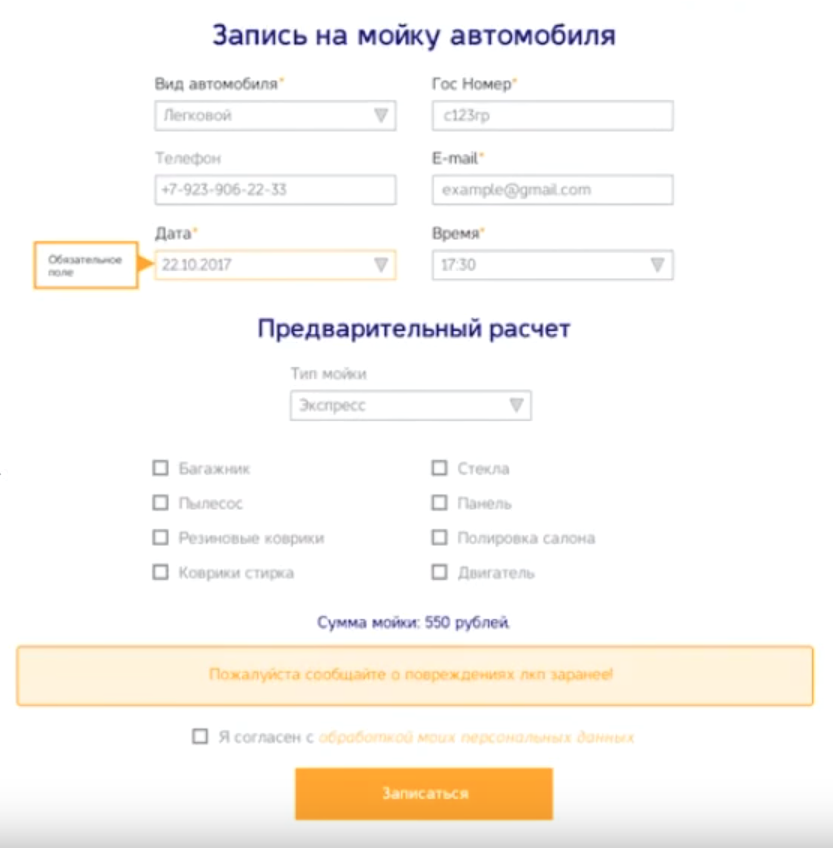 Запись на мойку автомобиля
Вид автомобиля* Гос Номер*
Легковой с123гр
Телефон E-mail*
+7-923-906-22-33 example@gmail.com
Дата* Время*
Обязательное
поле
22.10.2017 17:30
Предварительный расчет
Тип мойки
Экспресс
Багажник Стекла
Пылесос Панель
Резиновые коврики Полировка салона
Коврики стирка Двигатель
Сумма мойки: 550 рублей.
Пожалуйста сообщайте о повреждениях лкп заранее!
Я согласен с обработкой моих персональных данных
Записаться